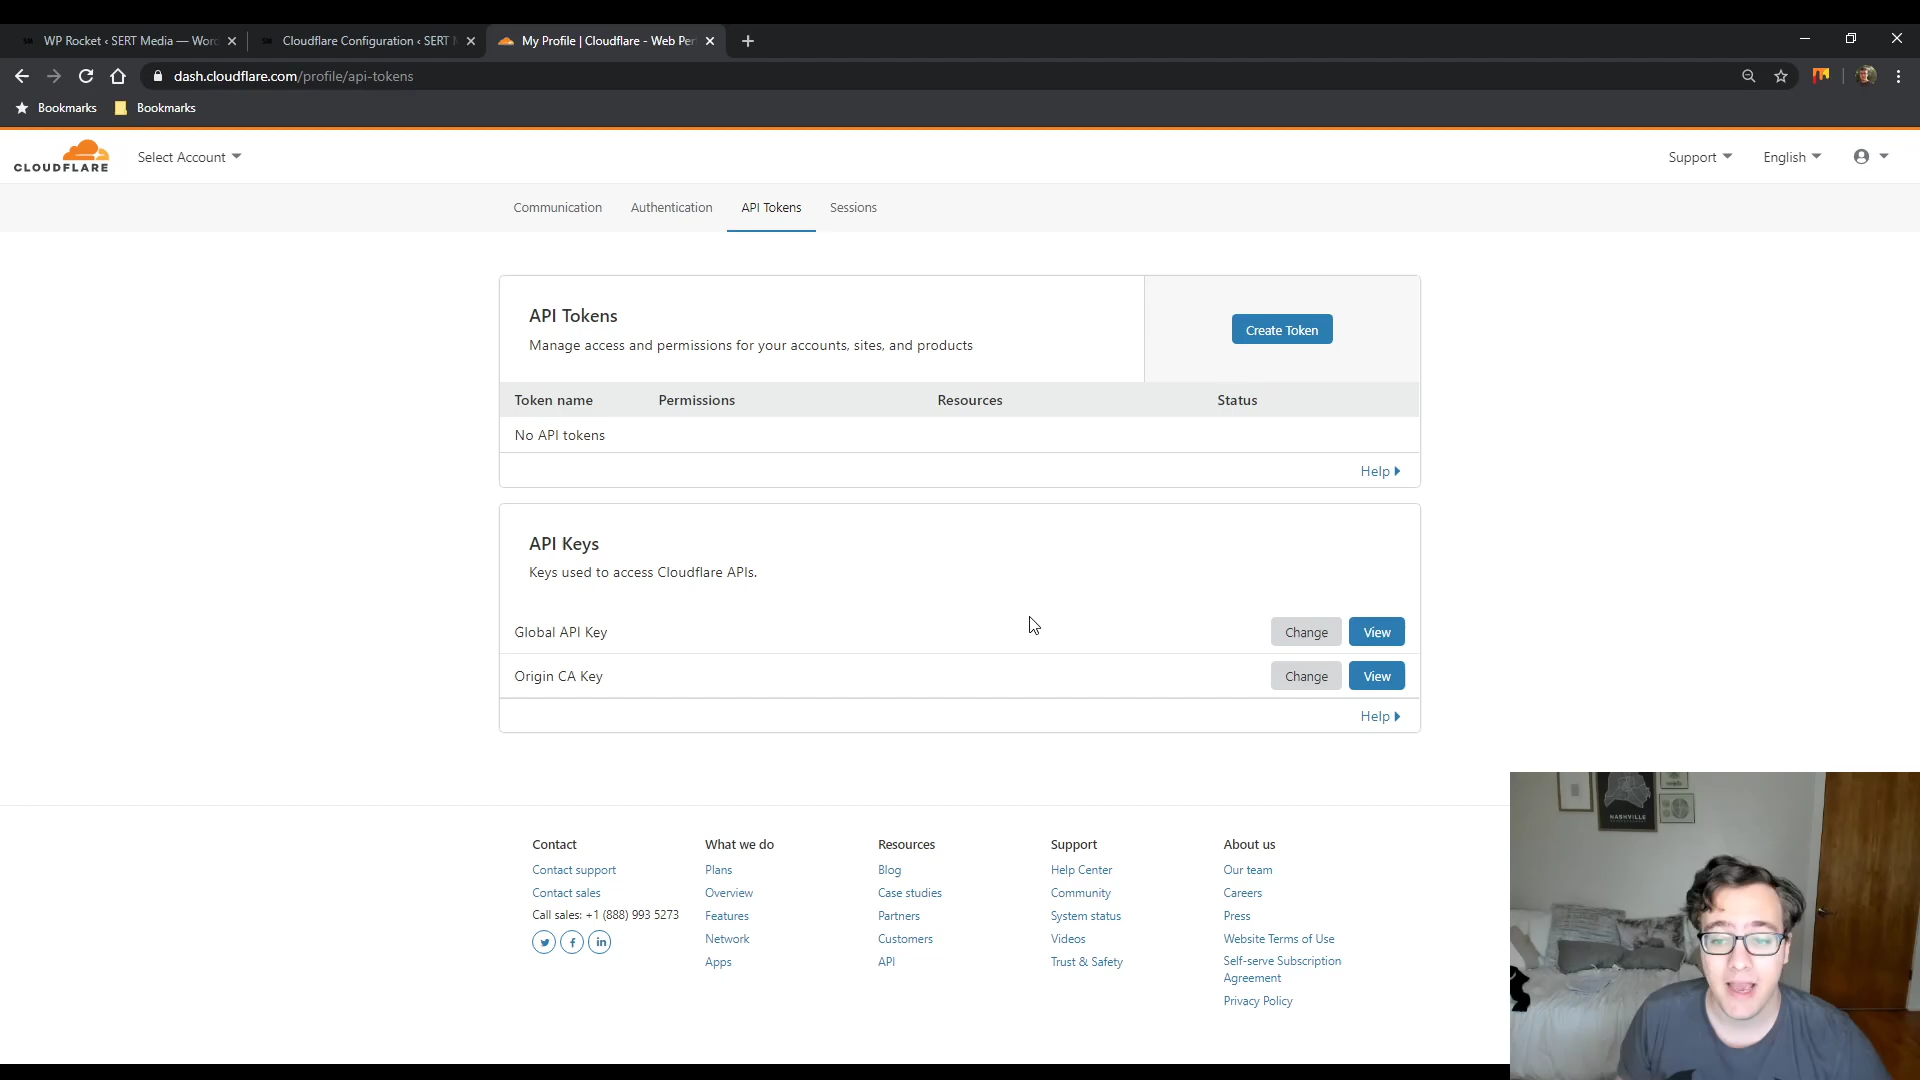 WP Rocket ‹ SERT Media — Wor
Cloudflare Configuration ‹ SERT M
My Profile | Cloudflare - Web Per
dash.cloudflare.com/profile/api-tokens
Bookmarks
Bookmarks
CLOUDFLARE
Select Account
Support
English
Communication
Authentication
API Tokens
Sessions
API Tokens
Manage access and permissions for your accounts, sites, and products
Create Token
Token name Permissions Resources Status
No API tokens
Help
API Keys
Keys used to access Cloudflare APIs.
Global API Key
Change
View
Origin CA Key
Change
View
Help
Contact
Contact support
Contact sales
Call sales: +1 (888) 993 5273
What we do
Plans
Overview
Features
Network
Apps
Resources
Blog
Case studies
Partners
Customers
API
Support
Help Center
Community
System status
Videos
Trust & Safety
About us
Our team
Careers
Press
Website Terms of Use
Self-serve Subscription
Agreement
Privacy Policy
NASHVILLE